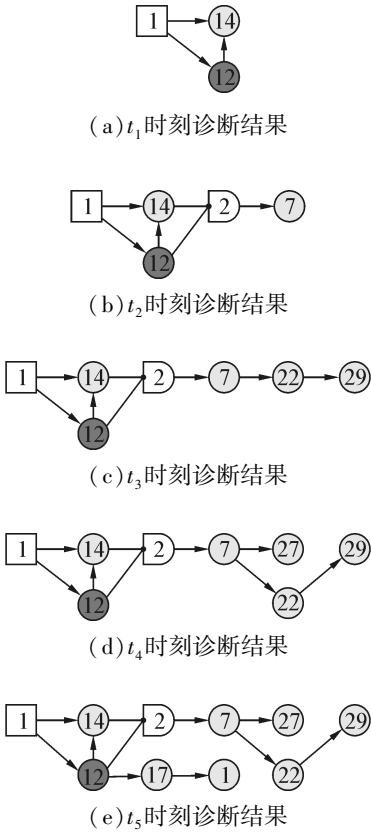 1 14
12
(a)t₁时刻诊断结果
1 14 2 7
12
(b)t₂时刻诊断结果
1 14 2 7 22 29
12
(c)t₃时刻诊断结果
1 14 2 7 27 29
12 22
(d)t₄时刻诊断结果
1 14 2 7 27 29
12 17 1 22
(e)t₅时刻诊断结果